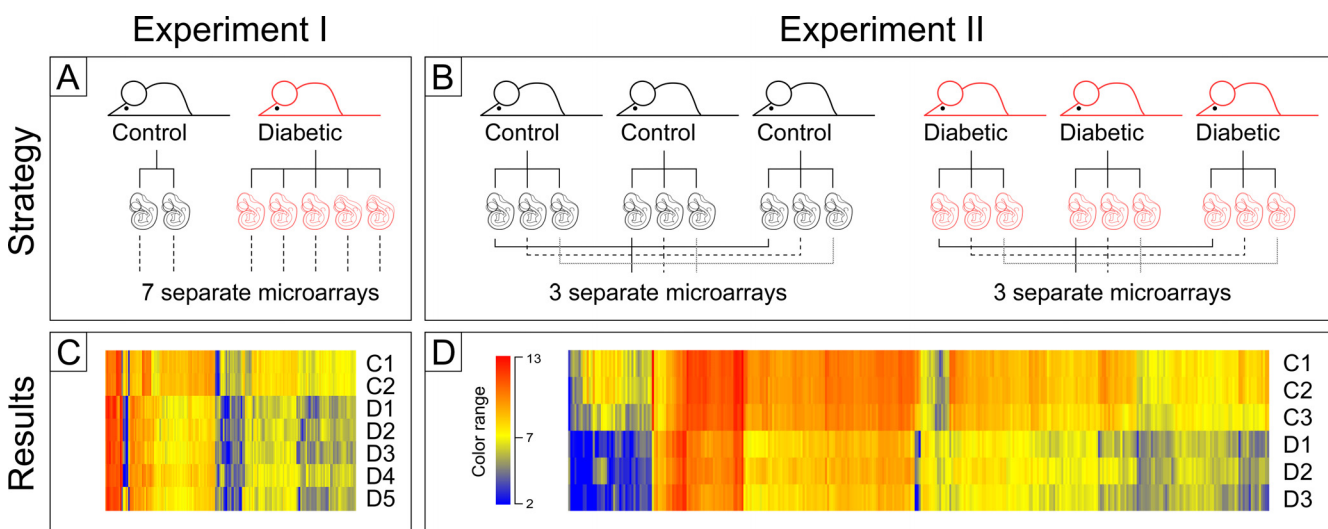 Experiment I
Experiment II
Strategy
A
Control
Diabetic
7 separate microarrays
B
Control
Control
Control
Diabetic
Diabetic
Diabetic
3 separate microarrays
3 separate microarrays
Results
C
C1
C2
D1
D2
D3
D4
D5
D
Color range
13
7
2
C1
C2
C3
D1
D2
D3